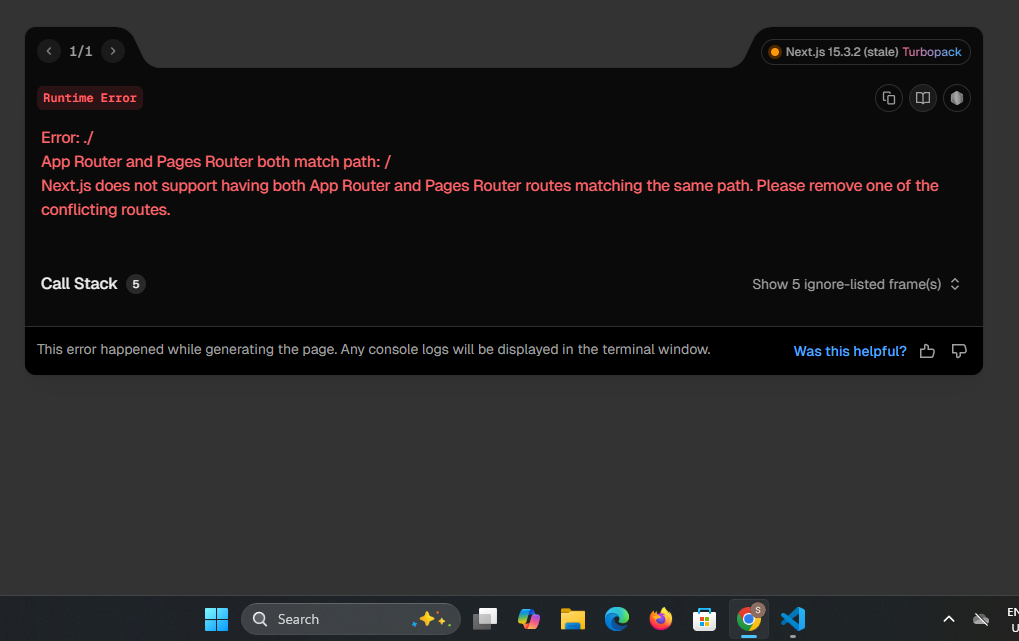 1/1
Next.js 15.3.2 (stale) Turbopack
Runtime Error
Error: ./
App Router and Pages Router both match path: /
Next.js does not support having both App Router and Pages Router routes matching the same path. Please remove one of the
conflicting routes.
Call Stack 5
Show 5 ignore-listed frame(s)
This error happened while generating the page. Any console logs will be displayed in the terminal window.
Was this helpful?
Search
S
EN
U